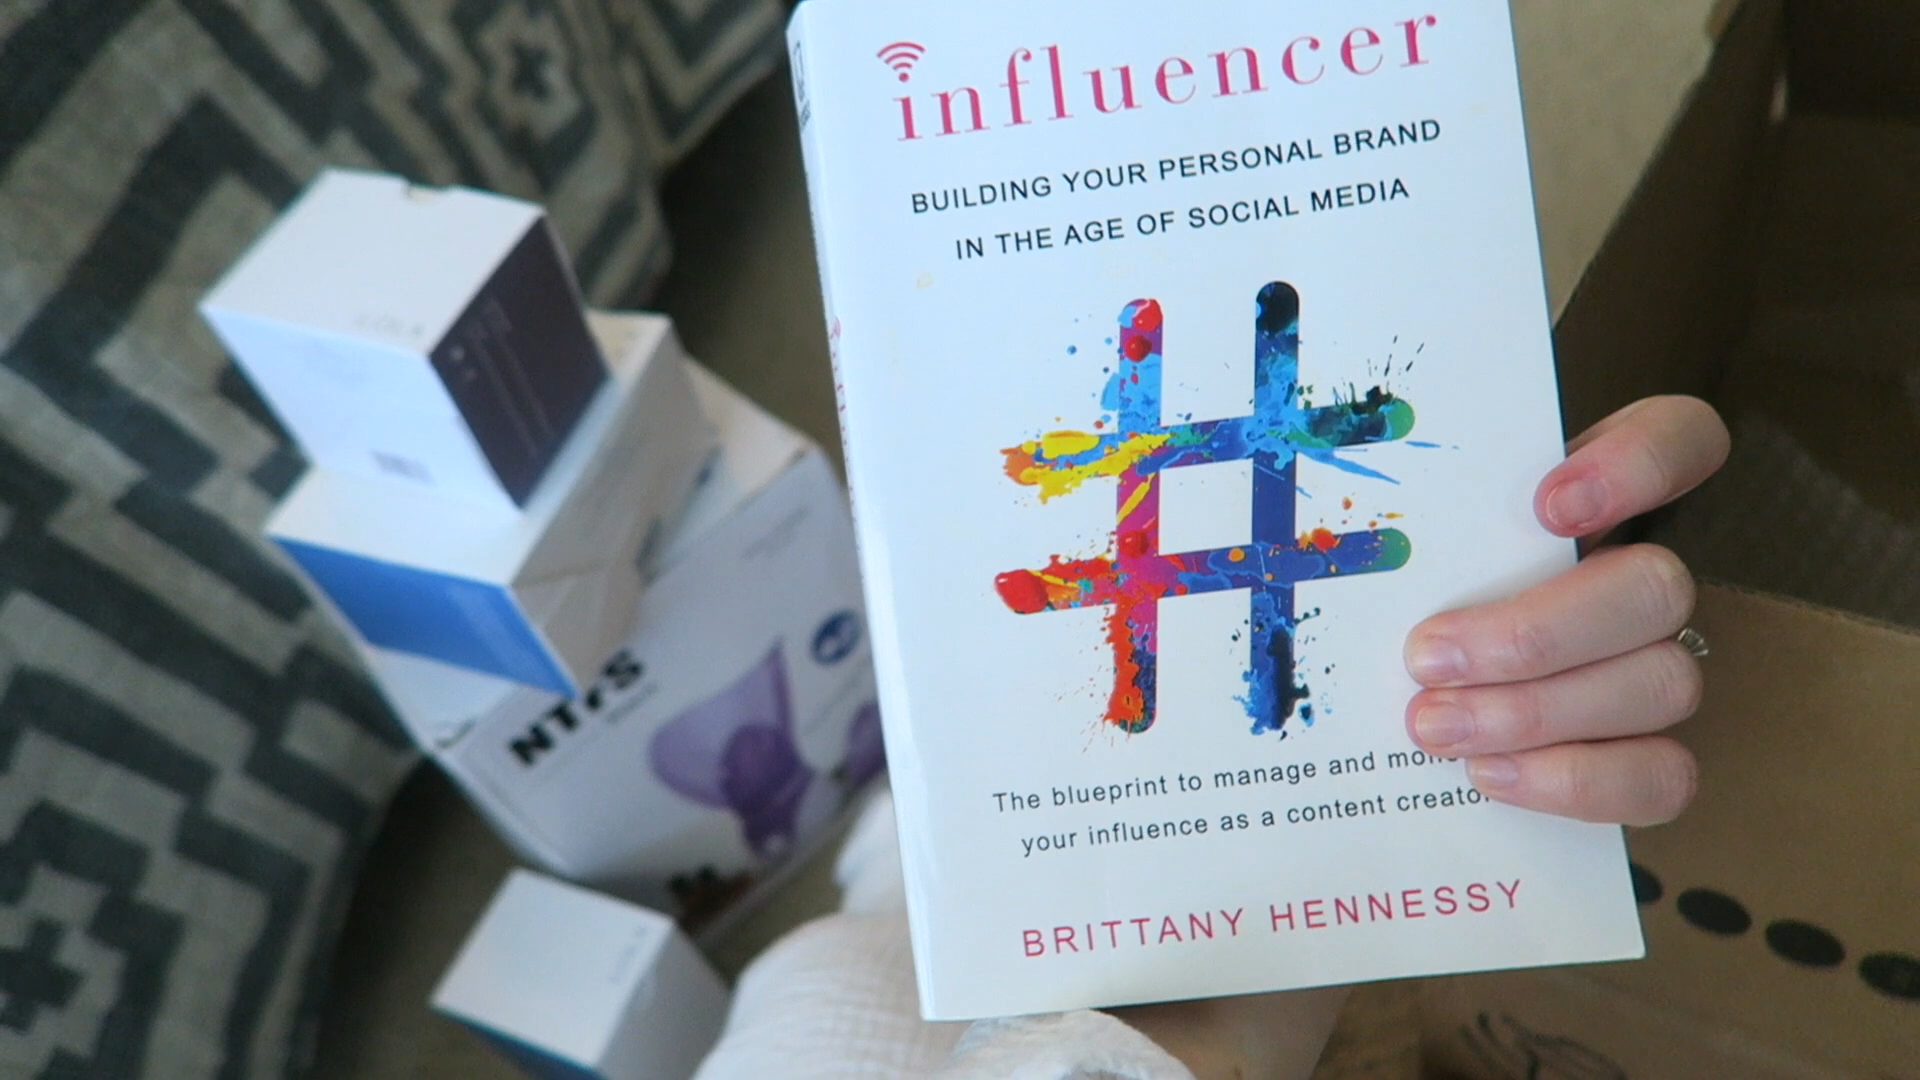 influencer
BUILDING YOUR PERSONAL BRAND
IN THE AGE OF SOCIAL MEDIA
The blueprint to manage and
your influence as a content creator
BRITTANY HENNESSY